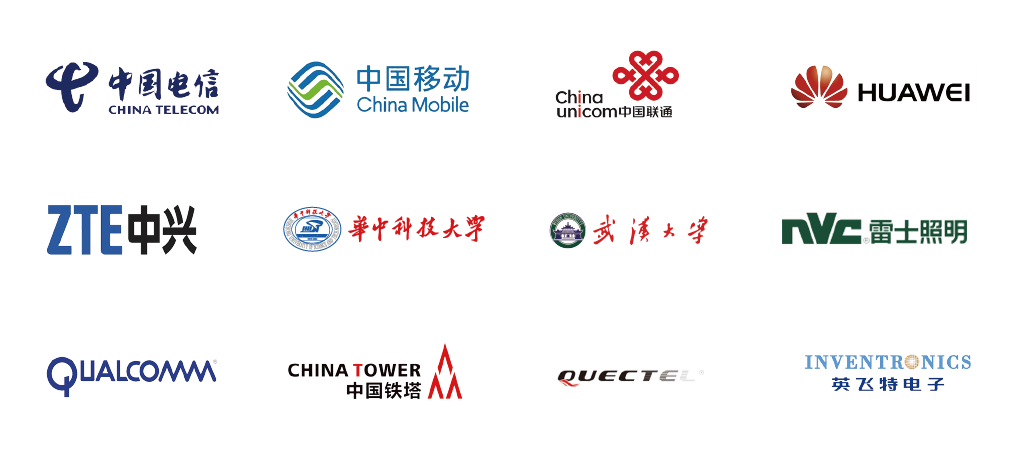 中国电信
CHINA TELECOM
中国移动
China Mobile
China
unicom中国联通
HUAWEI
ZTE中兴
華中科技大學
武漢大學
nvc
雷士照明
QUALCOMM
CHINA TOWER
中国铁塔
QUECTEL
INVENTRONICS
英飞特电子